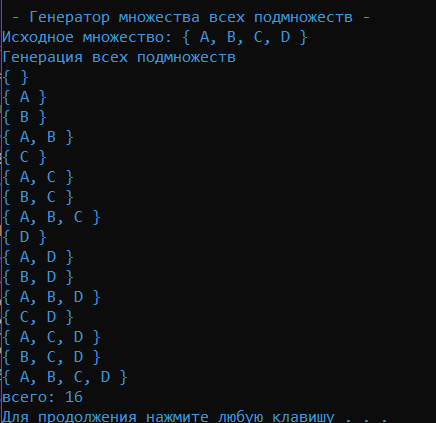 - Генератор множества всех подмножеств -
Исходное множество: { A, B, C, D }
Генерация всех подмножеств
{ }
{ A }
{ B }
{ A, B }
{ C }
{ A, C }
{ B, C }
{ A, B, C }
{ D }
{ A, D }
{ B, D }
{ A, B, D }
{ C, D }
{ A, C, D }
{ B, C, D }
{ A, B, C, D }
всего: 16
Для продолжения нажмите любую клавишу . . .